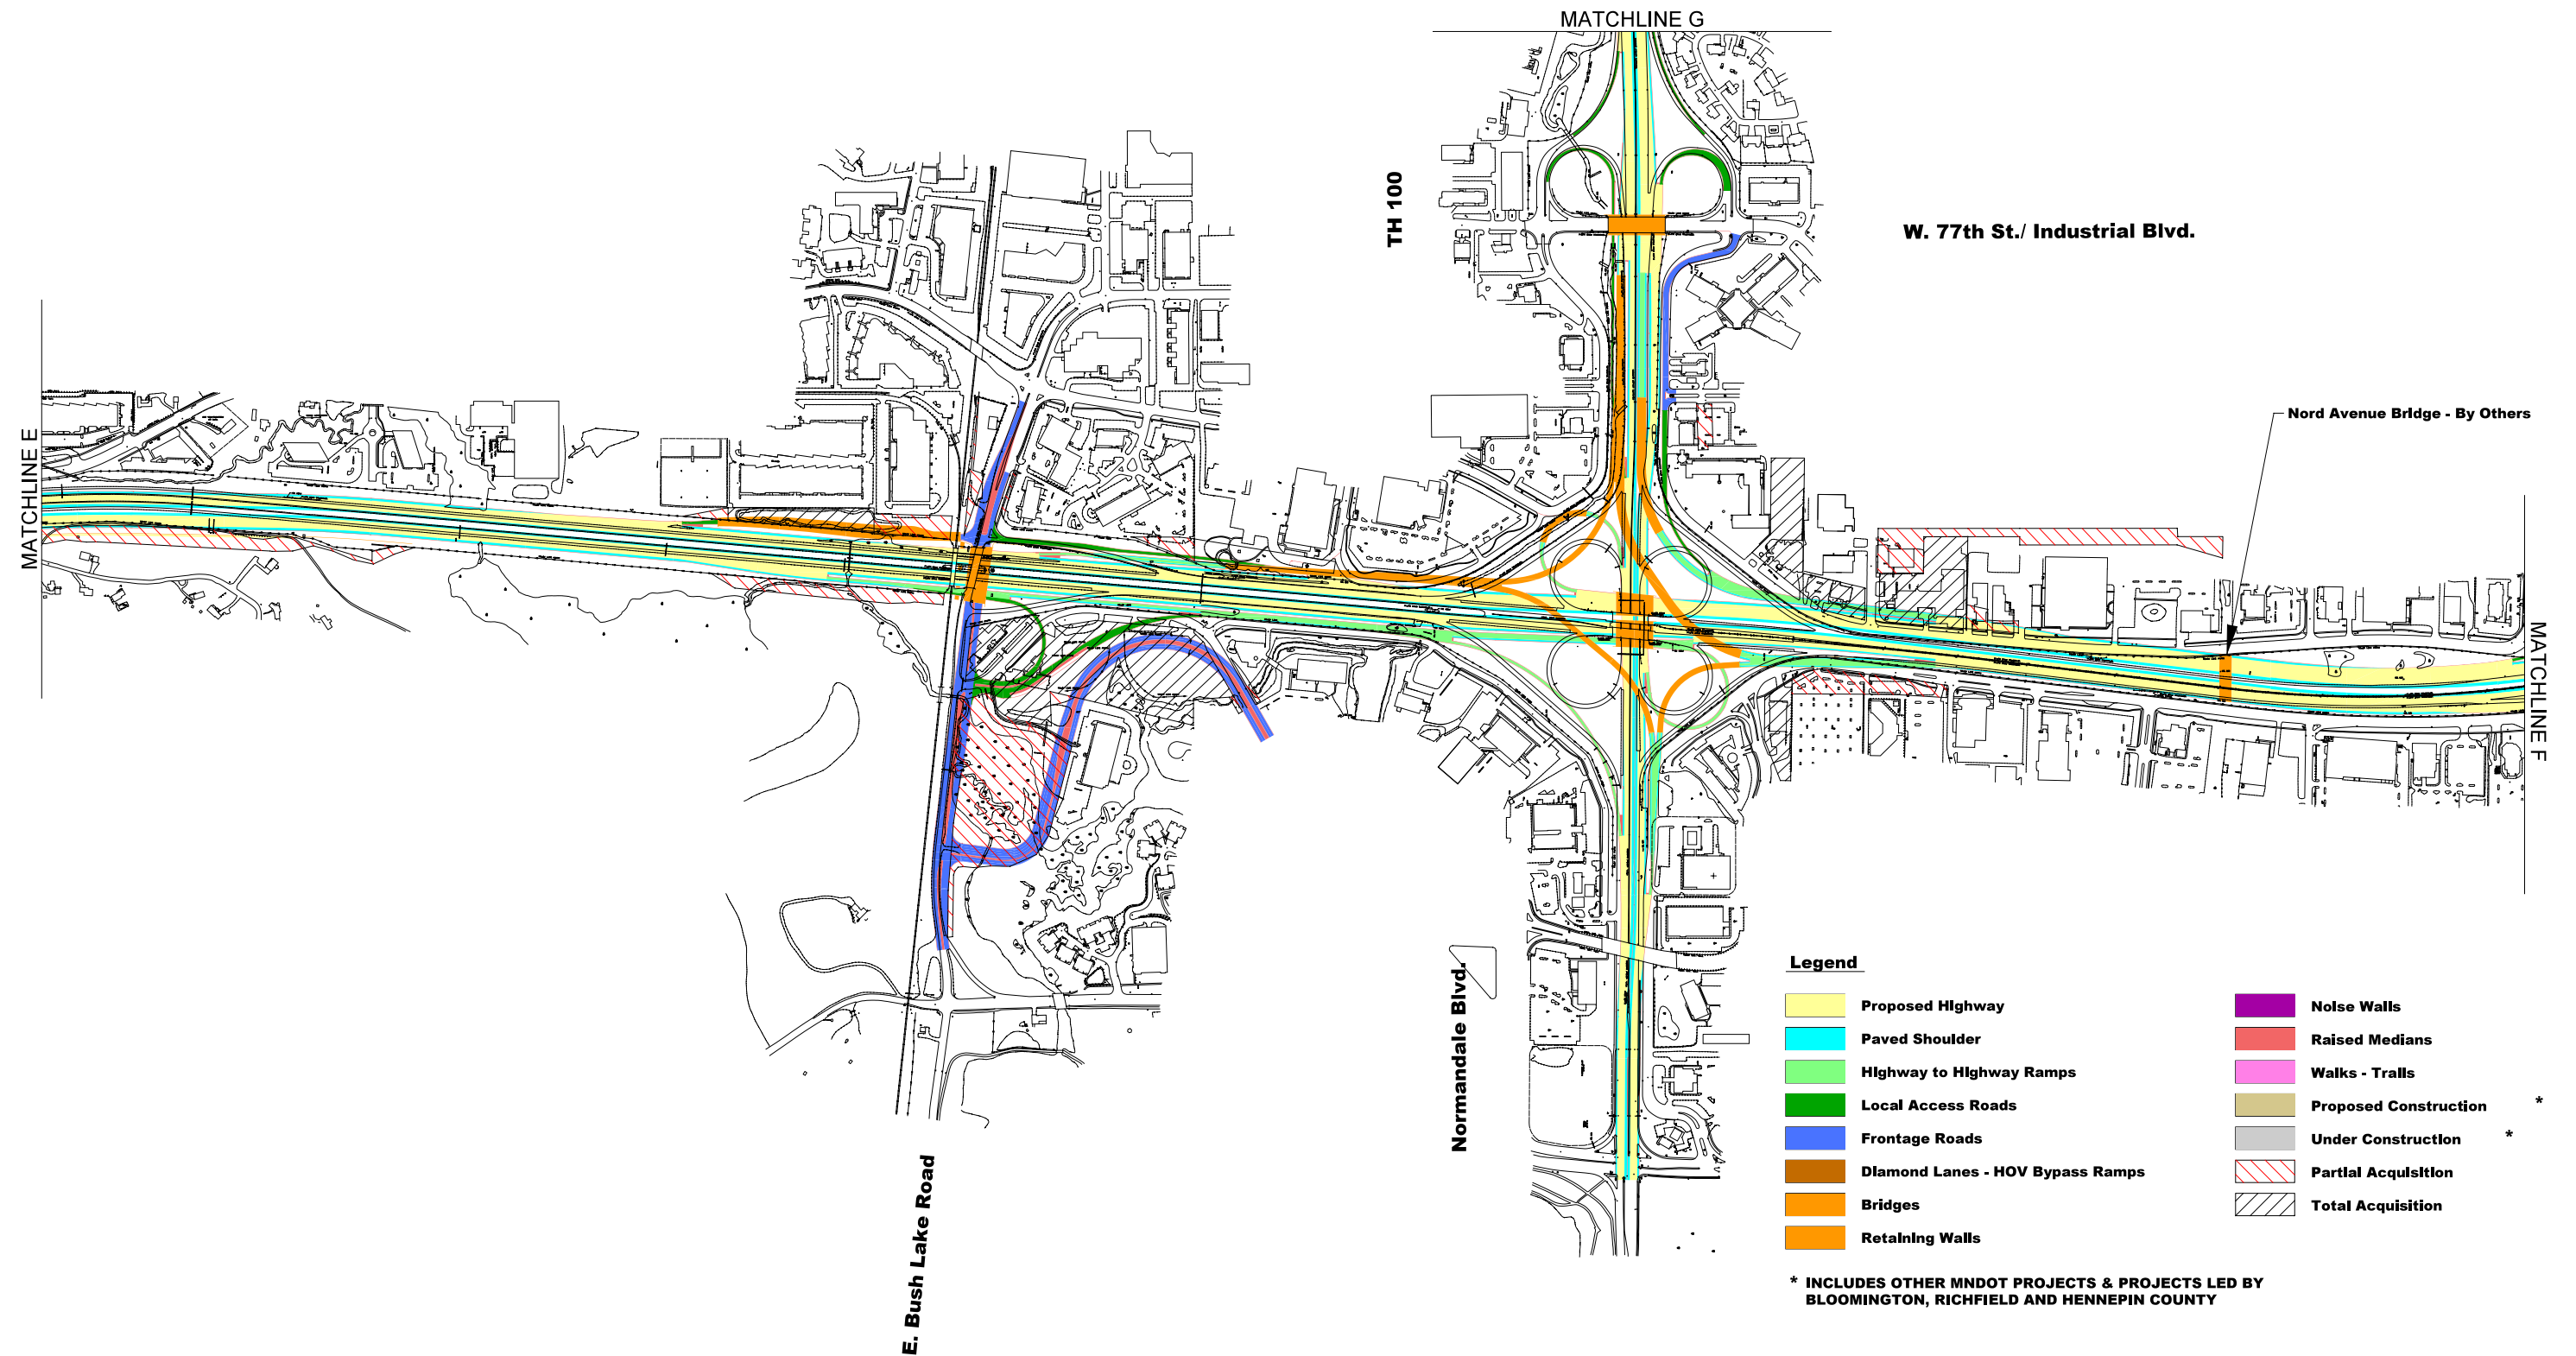 MATCHLINE G
TH 100
W. 77th St./ Industrial Blvd.
Nord Avenue Bridge - By Others
MATCHLINE E
MATCHLINE F
Normandale Blvd.
E. Bush Lake Road
Legend
Proposed Highway
Paved Shoulder
Highway to Highway Ramps
Local Access Roads
Frontage Roads
Diamond Lanes - HOV Bypass Ramps
Bridges
Retaining Walls
Noise Walls
Raised Medians
Walks - Trails
Proposed Construction *
Under Construction *
Partial Acquisition
Total Acquisition
* INCLUDES OTHER MNDOT PROJECTS & PROJECTS LED BY
BLOOMINGTON, RICHFIELD AND HENNEPIN COUNTY